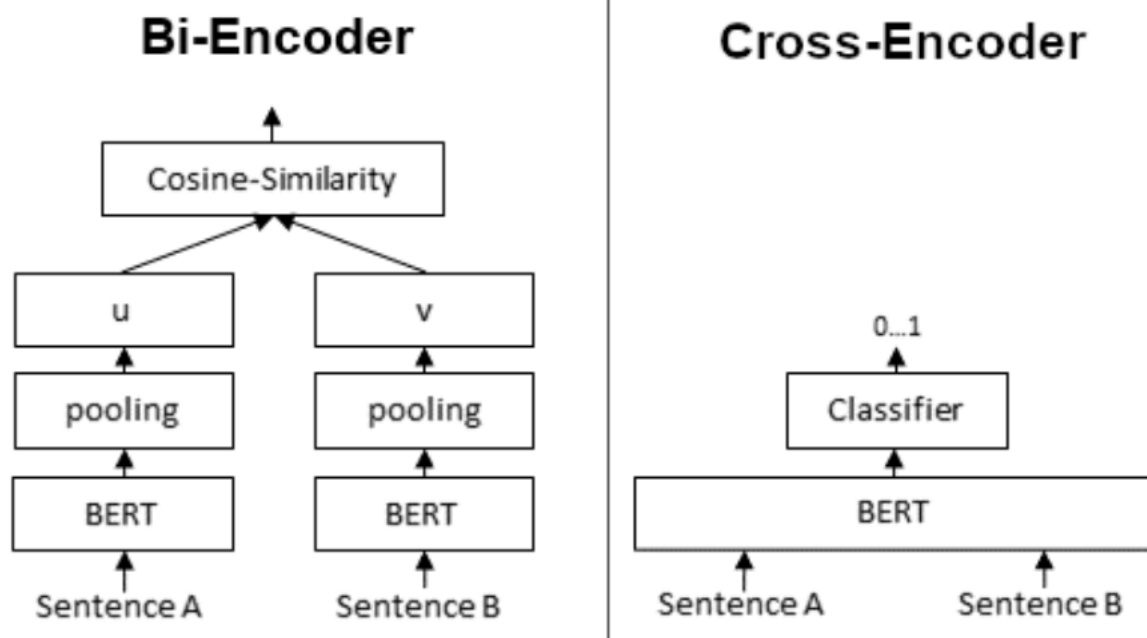 Bi-Encoder
Cosine-Similarity
u v
pooling pooling
BERT BERT
Sentence A Sentence B
Cross-Encoder
0...1
Classifier
BERT
Sentence A Sentence B